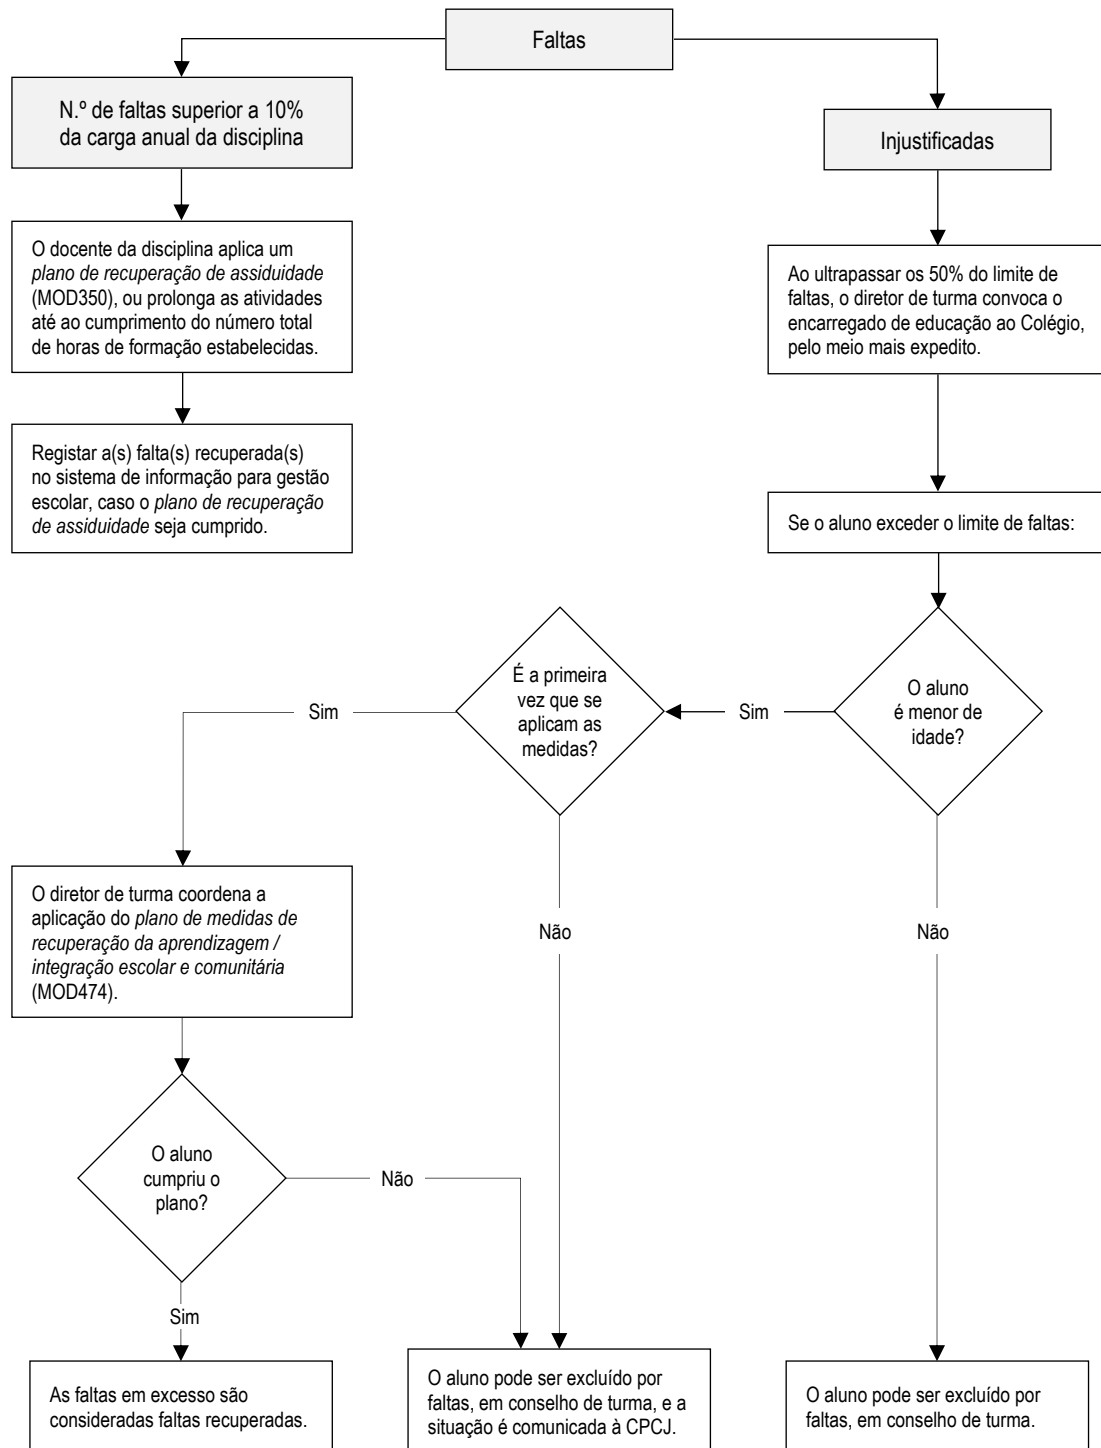 Faltas
N.º de faltas superior a 10%
da carga anual da disciplina
Injustificadas
O docente da disciplina aplica um
plano de recuperação de assiduidade
(MOD350), ou prolonga as atividades
até ao cumprimento do número total
de horas de formação estabelecidas.
Ao ultrapassar os 50% do limite de
faltas, o diretor de turma convoca o
encarregado de educação ao Colégio,
pelo meio mais expedito.
Registar a(s) falta(s) recuperada(s)
no sistema de informação para gestão
escolar, caso o plano de recuperação
de assiduidade seja cumprido.
Se o aluno exceder o limite de faltas:
O aluno
é menor de
idade?
Sim
É a primeira
vez que se
aplicam as
medidas?
Sim
O diretor de turma coordena a
aplicação do plano de medidas de
recuperação da aprendizagem /
integração escolar e comunitária
(MOD474).
Não
Não
O aluno
cumpriu o
plano?
Não
Sim
As faltas em excesso são
consideradas faltas recuperadas.
O aluno pode ser excluído por
faltas, em conselho de turma, e a
situação é comunicada à CPCJ.
O aluno pode ser excluído por
faltas, em conselho de turma.